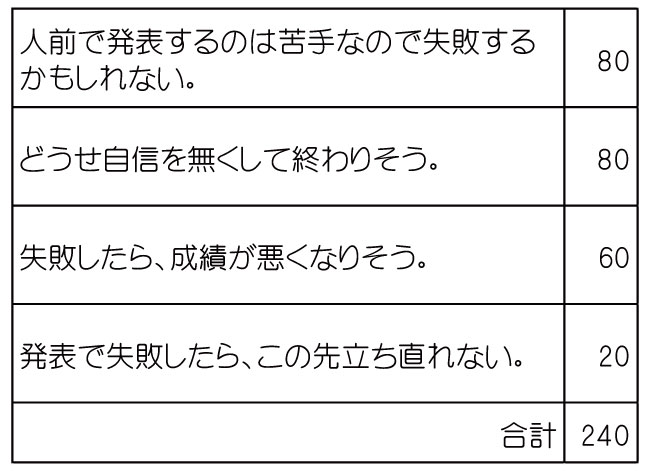 人前で発表するのは苦手なので失敗する
かもしれない。 80
どうせ自信を無くして終わりそう。 80
失敗したら、成績が悪くなりそう。 60
発表で失敗したら、この先立ち直れない。 20
合計 240